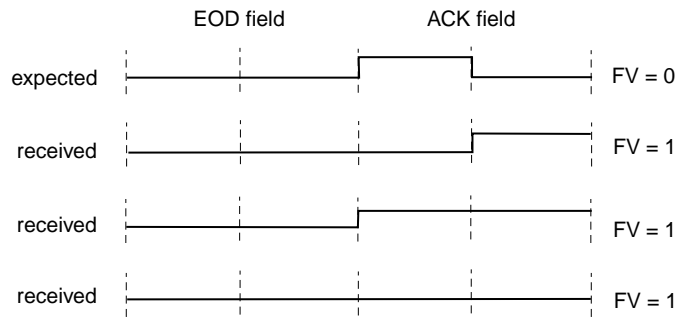 EOD field ACK field
expected FV = 0
received FV = 1
received FV = 1
received FV = 1